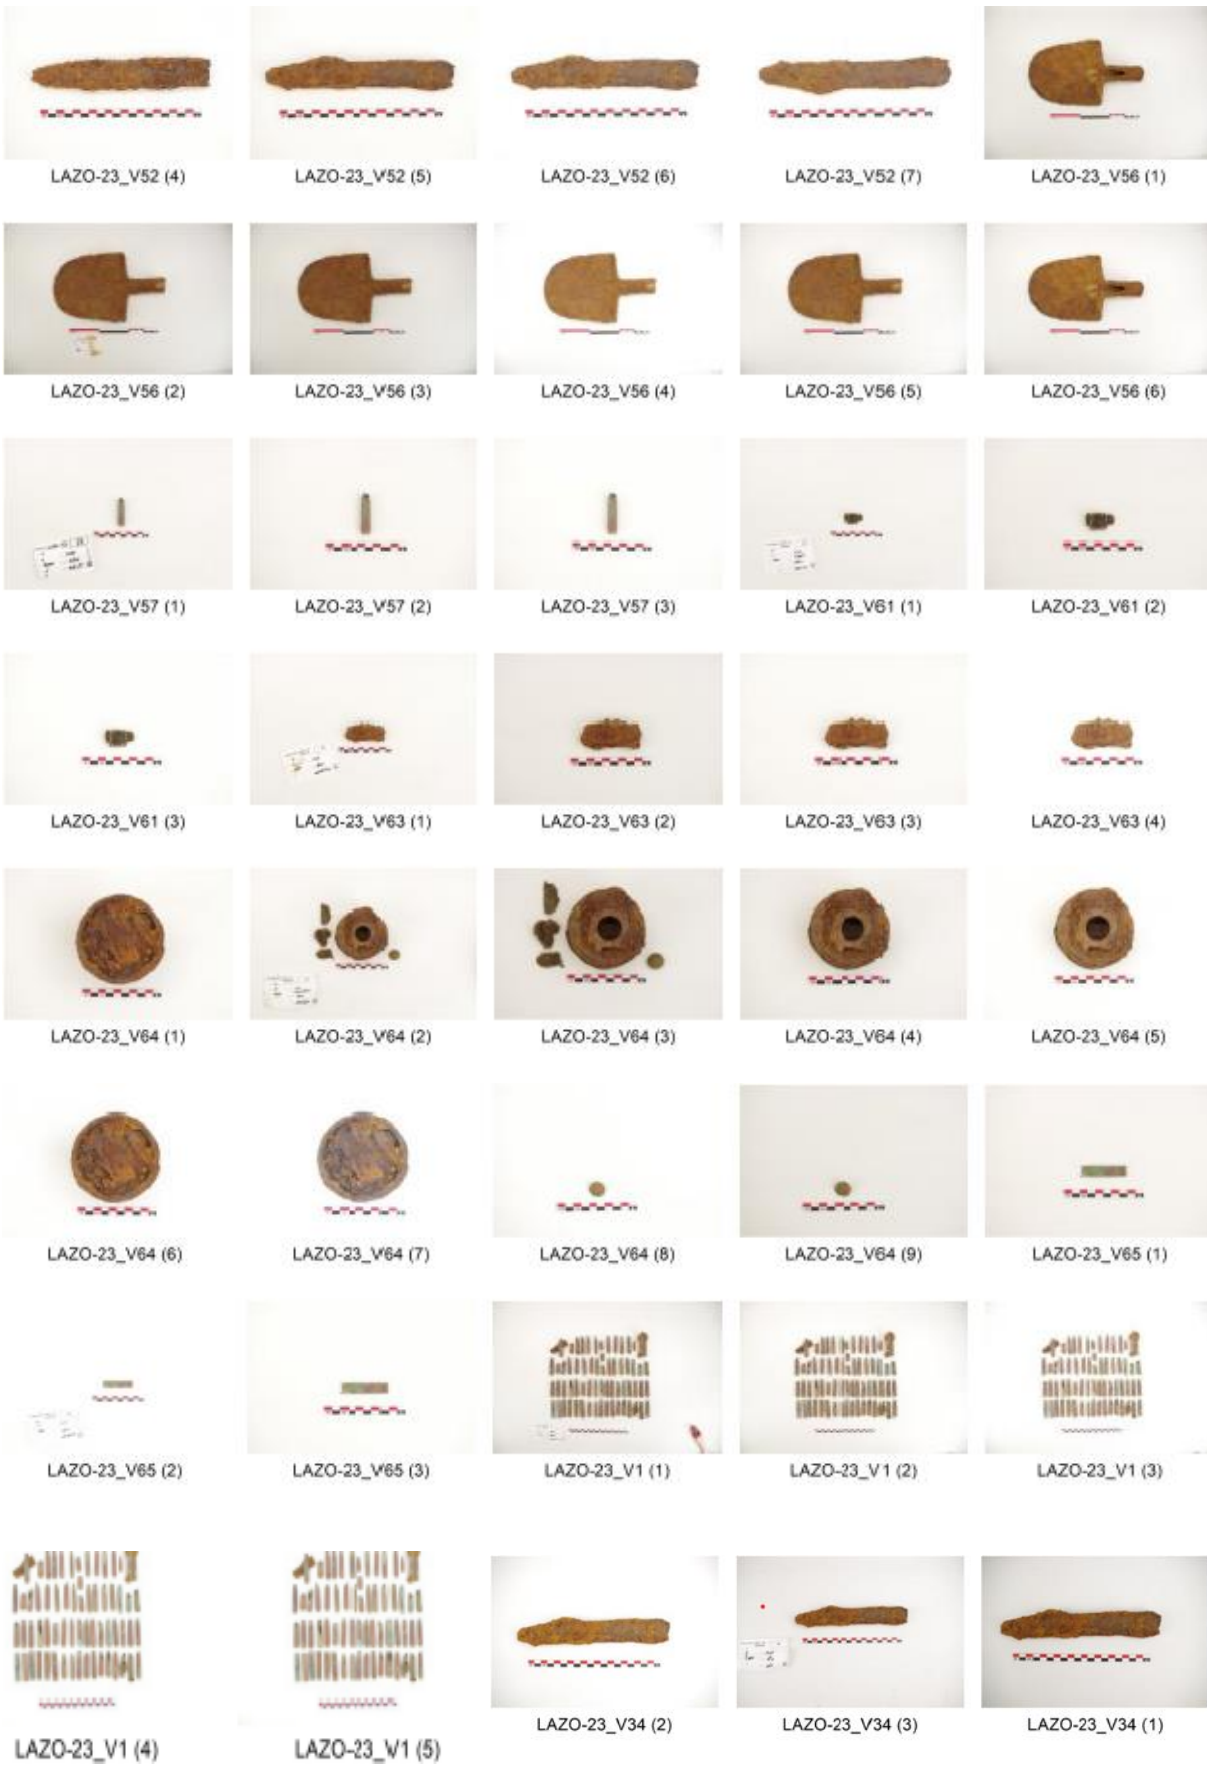 LAZO-23_V52 (4)
LAZO-23_V52 (5)
LAZO-23_V52 (6)
LAZO-23_V52 (7)
LAZO-23_V56 (1)
LAZO-23_V56 (2)
LAZO-23_V56 (3)
LAZO-23_V56 (4)
LAZO-23_V56 (5)
LAZO-23_V56 (6)
LAZO-23_V57 (1)
LAZO-23_V57 (2)
LAZO-23_V57 (3)
LAZO-23_V61 (1)
LAZO-23_V61 (2)
LAZO-23_V61 (3)
LAZO-23_V63 (1)
LAZO-23_V63 (2)
LAZO-23_V63 (3)
LAZO-23_V63 (4)
LAZO-23_V64 (1)
LAZO-23_V64 (2)
LAZO-23_V64 (3)
LAZO-23_V64 (4)
LAZO-23_V64 (5)
LAZO-23_V64 (6)
LAZO-23_V64 (7)
LAZO-23_V64 (8)
LAZO-23_V64 (9)
LAZO-23_V65 (1)
LAZO-23_V65 (2)
LAZO-23_V65 (3)
LAZO-23_V1 (1)
LAZO-23_V1 (2)
LAZO-23_V1 (3)
LAZO-23_V1 (4)
LAZO-23_V1 (5)
LAZO-23_V34 (2)
LAZO-23_V34 (3)
LAZO-23_V34 (1)